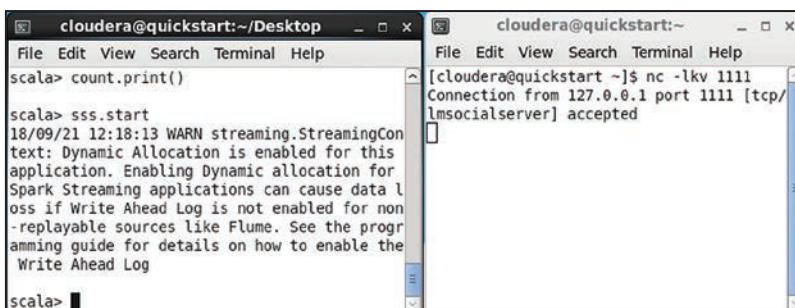 cloudera@quickstart:~/Desktop
File Edit View Search Terminal Help
scala> count.print()
scala> sss.start
18/09/21 12:18:13 WARN streaming.StreamingCon
text: Dynamic Allocation is enabled for this
application. Enabling Dynamic allocation for
Spark Streaming applications can cause data l
oss if Write Ahead Log is not enabled for non
-replayable sources like Flume. See the progr
amming guide for details on how to enable the
Write Ahead Log
scala>
cloudera@quickstart:~
File Edit View Search Terminal Help
[cloudera@quickstart ~]$ nc -lkv 1111
Connection from 127.0.0.1 port 1111 [tcp/
lmsocialserver] accepted